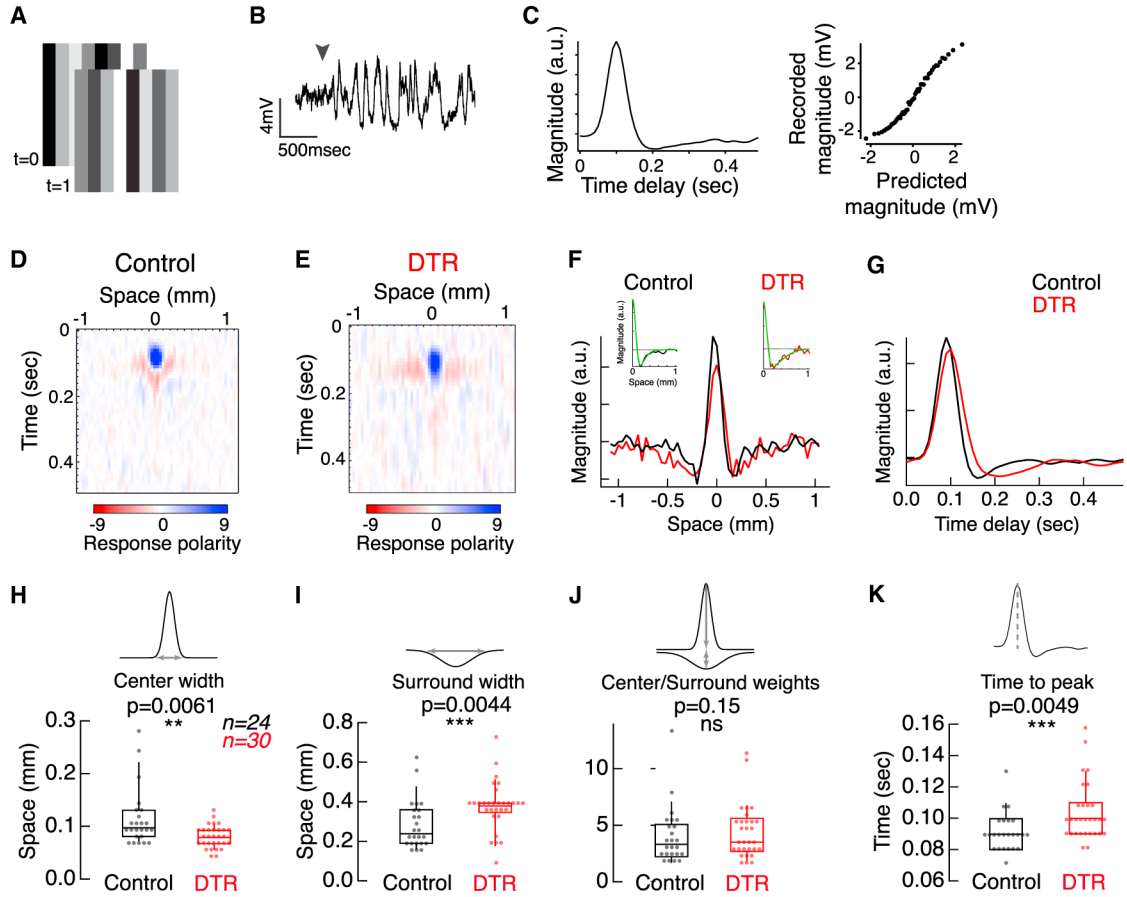 A
t=0
t=1
B
4mV
500msec
C
Magnitude (a.u.)
0 0.2 0.4
Time delay (sec)
Recorded
magnitude (mV)
2
0
-2
-2 0 2
Predicted
magnitude (mV)
D
Control
Space (mm)
-1 0 1
Time (sec)
0
0.2
0.4
-9 0 9
Response polarity
E
DTR
Space (mm)
-1 0 1
0
0.2
0.4
-9 0 9
Response polarity
F
Control DTR
Magnitude (a.u.)
0 1
Space (mm)
0 1
Magnitude (a.u.)
-1 -0.5 0 0.5 1
Space (mm)
G
Control
DTR
Magnitude (a.u.)
0.0 0.1 0.2 0.3 0.4
Time delay (sec)
H
Center width
p=0.0061
**
n=24
n=30
Space (mm)
0.3
0.2
0.1
0.0
Control DTR
I
Surround width
p=0.0044
***
0.8
0.6
0.4
0.2
0.0
Space (mm)
Control DTR
J
Center/Surround weights
p=0.15
ns
10
5
0
Control DTR
K
Time to peak
p=0.0049
***
Time (sec)
0.16
0.14
0.12
0.10
0.08
0.06
Control DTR